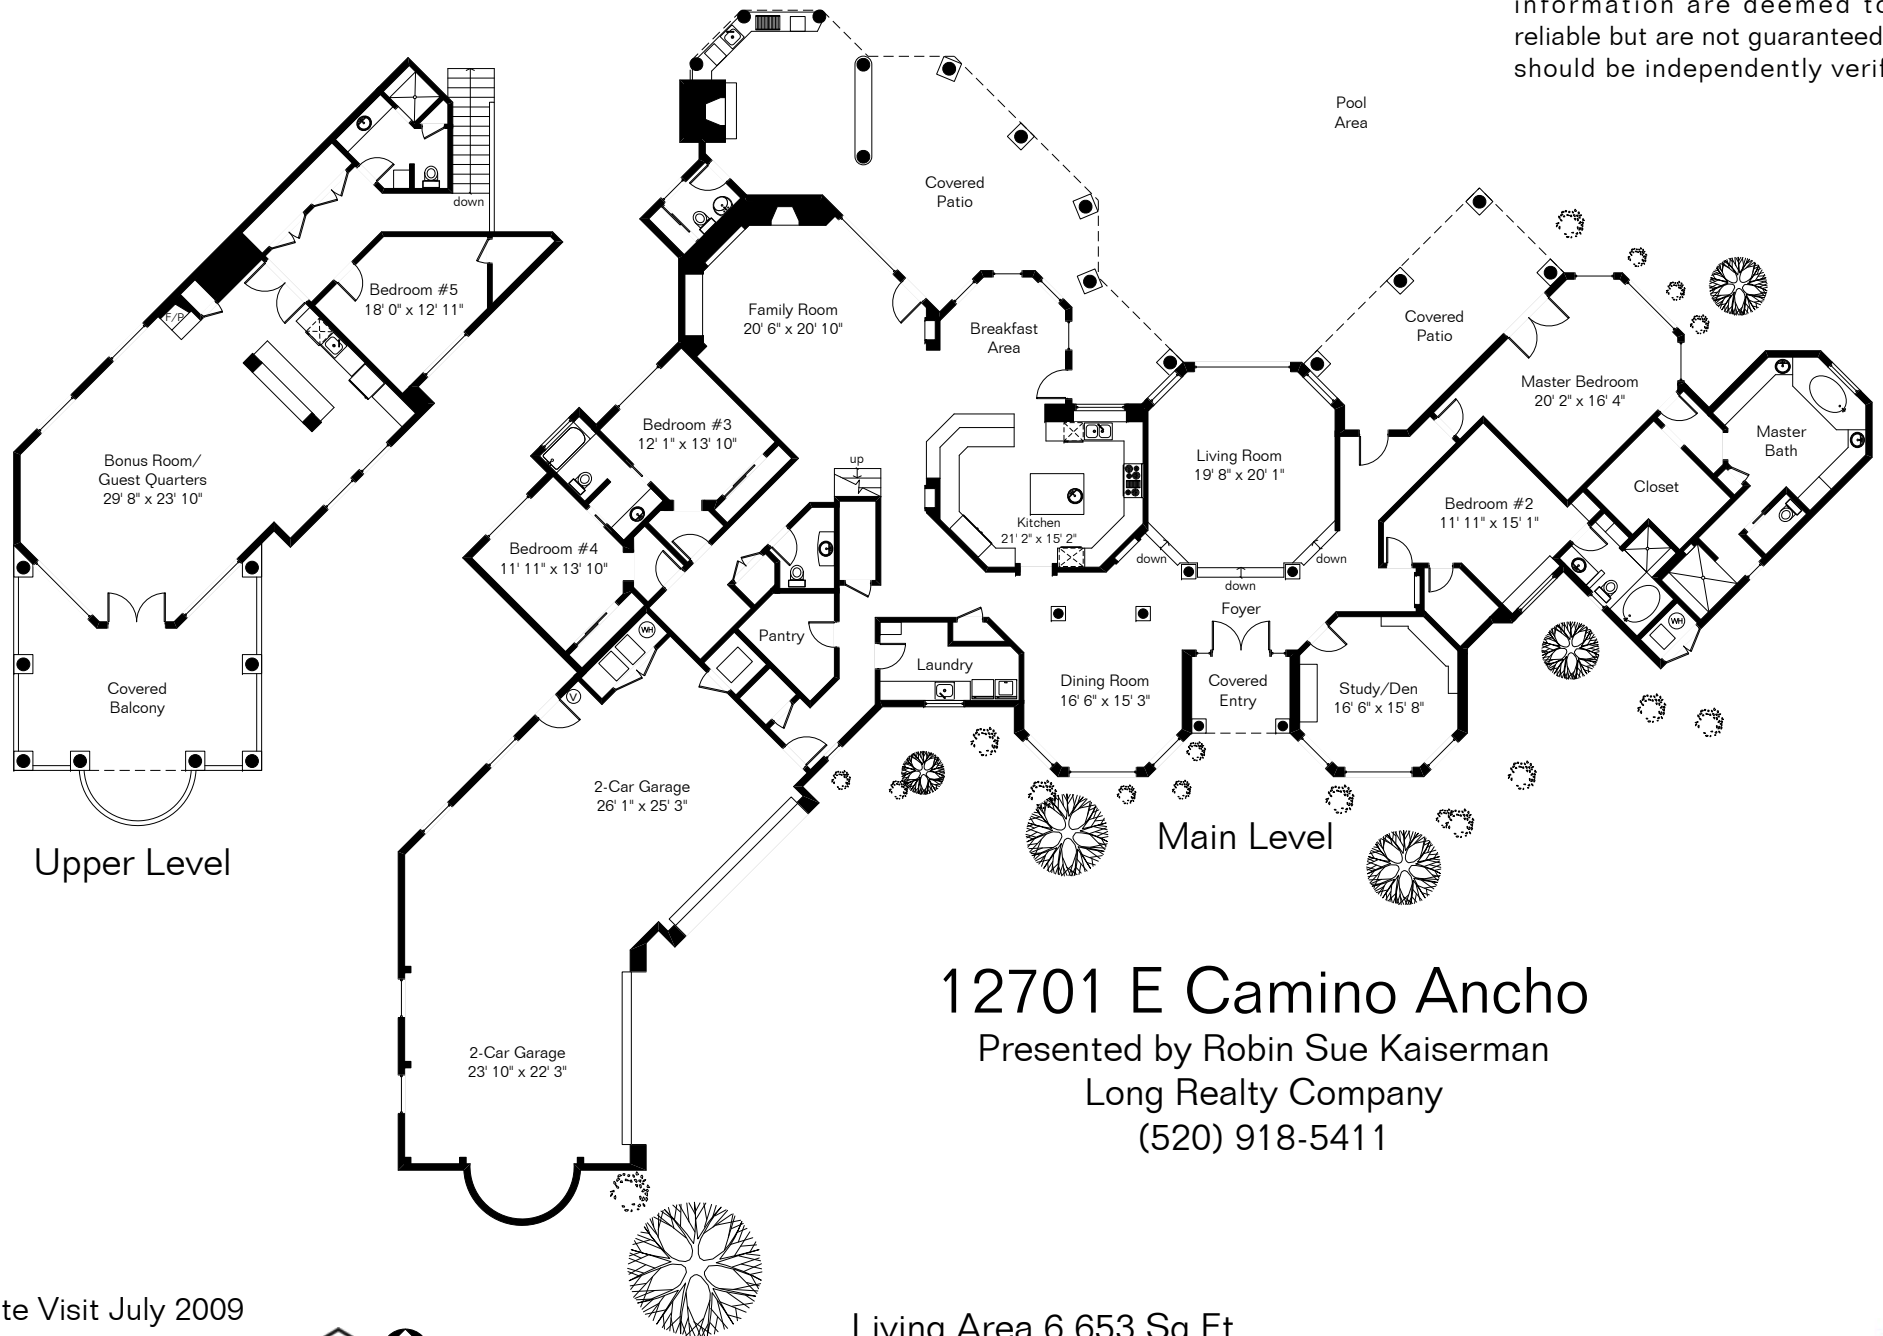 information are deemed to
reliable but are not guaranteed
should be independently verif
Pool
Area
Covered
Patio
down
Bedroom #5
18' 0" x 12' 11"
F/P
Family Room
20' 6" x 20' 10"
Breakfast
Area
Covered
Patio
Master Bedroom
20' 2" x 16' 4"
Bedroom #3
12' 1" x 13' 10"
Master
Bath
Bonus Room/
Guest Quarters
29' 8" x 23' 10"
up
Living Room
19' 8" x 20' 1"
Closet
Bedroom #2
11' 11" x 15' 1"
Kitchen
21' 2" x 15' 2"
Bedroom #4
11' 11" x 13' 10"
down
down
down
Foyer
WH
Pantry
WH
Laundry
Covered
Balcony
V
Dining Room
16' 6" x 15' 3"
Covered
Entry
Study/Den
16' 6" x 15' 8"
2-Car Garage
26' 1" x 25' 3"
Upper Level
Main Level
12701 E Camino Ancho
Presented by Robin Sue Kaiserman
Long Realty Company
(520) 918-5411
2-Car Garage
23' 10" x 22' 3"
te Visit July 2009
Living Area 6,653 Sq Ft